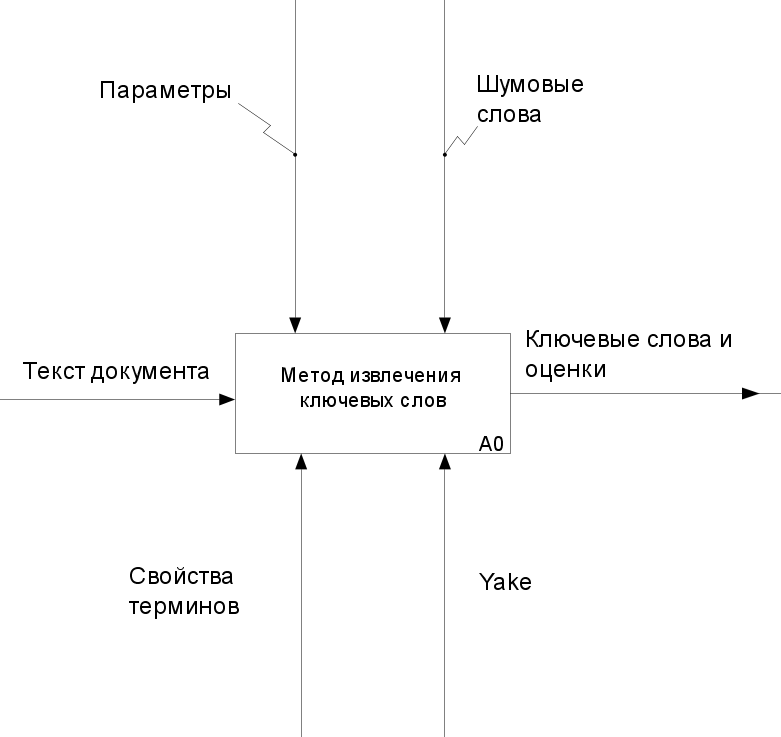 Параметры
Шумовые
слова
Текст документа
Метод извлечения
ключевых слов
A0
Ключевые слова и
оценки
Свойства
терминов
Yake